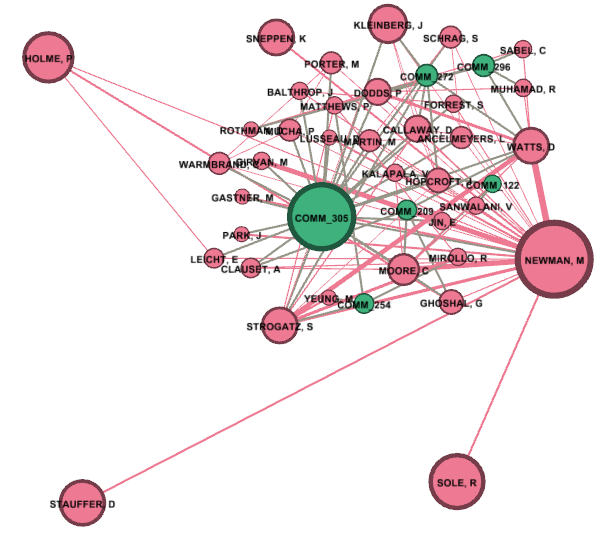 KLEINBERG, J
SNEPPEN, K
SCHRAG, S
SABEL, C
HOLME, P
PORTER, M
COMM_296
COMM_272
MUHAMAD, R
BALTHROP, J
DODDS, P
MATTHEWS, P
FORREST, S
ROTHMAN, D
MUCHA, P
LUSSEAU, D
MARTIN, M
CALLAWAY, D
ANCELMEYERS, L
WATTS, D
WARMBRAND, C
GIRVAN, M
KALAPALA, V
HOPCROFT, J
COMM_122
GASTNER, M
COMM_305
COMM_209
SANWALANI, V
JIN, E
PARK, J
LEICHT, E
CLAUSET, A
MOORE, C
MIROLLO, R
NEWMAN, M
YEUNG, M
COMM_254
GHOSHAL, G
STROGATZ, S
SOLE, R
STAUFFER, D